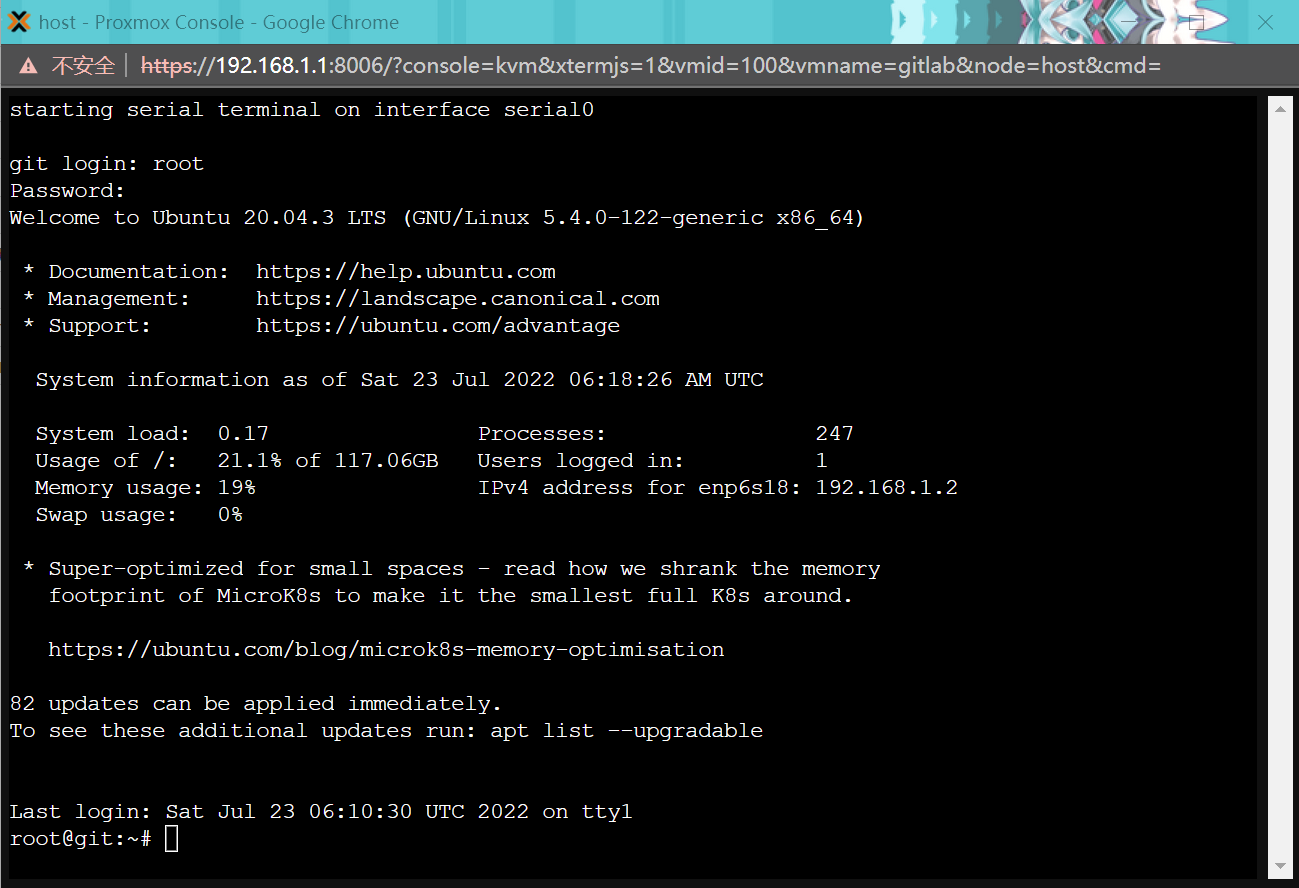 host - Proxmox Console - Google Chrome
不安全 https://192.168.1.1:8006/?console=kvm&xtermjs=1&vmid=100&vmname=gitlab&node=host&cmd=
starting serial terminal on interface serial0
git login: root
Password:
Welcome to Ubuntu 20.04.3 LTS (GNU/Linux 5.4.0-122-generic x86_64)
* Documentation:  https://help.ubuntu.com
* Management:     https://landscape.canonical.com
* Support:        https://ubuntu.com/advantage
System information as of Sat 23 Jul 2022 06:18:26 AM UTC
System load:  0.17                Processes:                247
Usage of /:   21.1% of 117.06GB   Users logged in:          1
Memory usage: 19%                 IPv4 address for enp6s18: 192.168.1.2
Swap usage:   0%
* Super-optimized for small spaces - read how we shrank the memory
footprint of MicroK8s to make it the smallest full K8s around.
https://ubuntu.com/blog/microk8s-memory-optimisation
82 updates can be applied immediately.
To see these additional updates run: apt list --upgradable
Last login: Sat Jul 23 06:10:30 UTC 2022 on tty1
root@git:~#